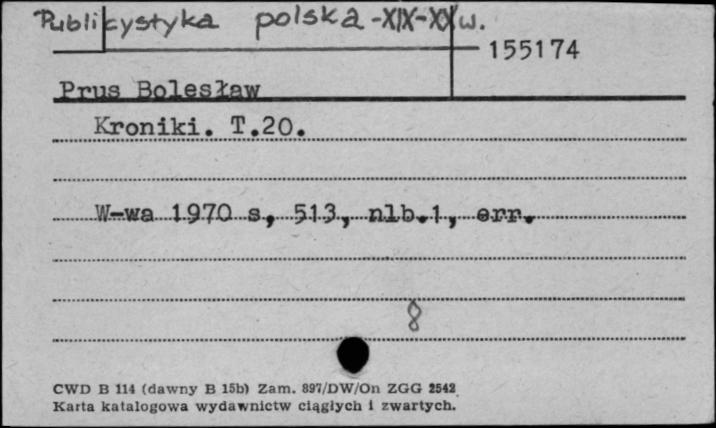 Publicystyka polska -XIX-XX w.
155174
Prus Bolesław
Kroniki. T.20.
W-wa 1970 s, 513, nlb.1, err.
8
CWD B 114 (dawny B 15b) Zam. 897/DW/On ZGG 2542
Karta katalogowa wydawnictw ciągłych i zwartych.